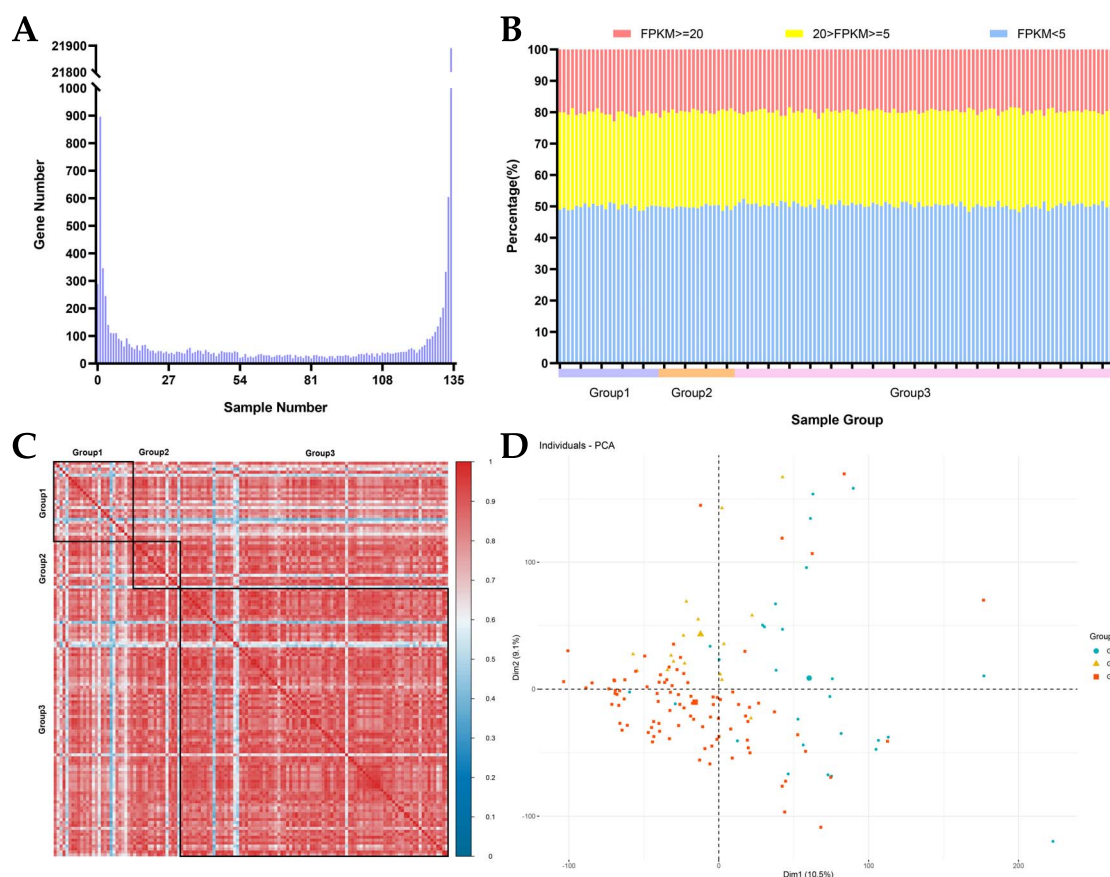 A
21900
21800
1000
900
800
700
600
500
400
300
200
100
0
Gene Number
0 27 54 81 108 135
Sample Number
B
FPKM>=20 20>FPKM>=5 FPKM<5
100
90
80
70
60
50
40
30
20
10
0
Percentage(%)
Group1 Group2 Group3
Sample Group
C
Group1 Group2 Group3
Group1
Group2
Group3
1
0.9
0.8
0.7
0.6
0.5
0.4
0.3
0.2
0.1
0
D
Individuals - PCA
100
0
-100
Dim2 (9.1%)
-100 0 100 200
Dim1 (10.5%)
Group